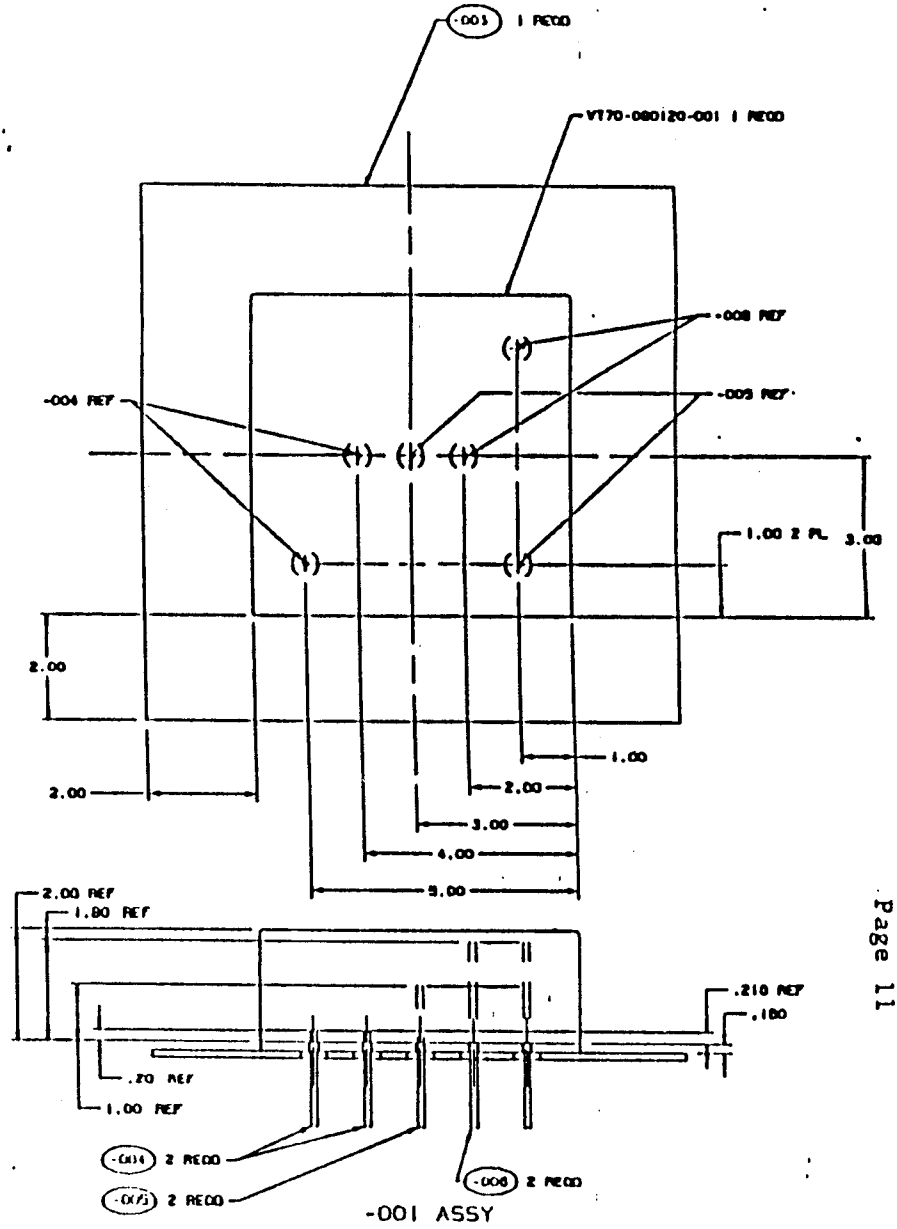 -003 1 REQD
VT70-080120-001 1 REQD
-008 REF
-004 REF
-005 REF
1.00 2 PL
3.00
2.00
1.00
2.00
2.00
3.00
4.00
5.00
2.00 REF
1.80 REF
.210 REF
.180
.20 REF
1.00 REF
-004 2 REQD
-006 2 REQD
-005 2 REQD
-001 ASSY
Page 11